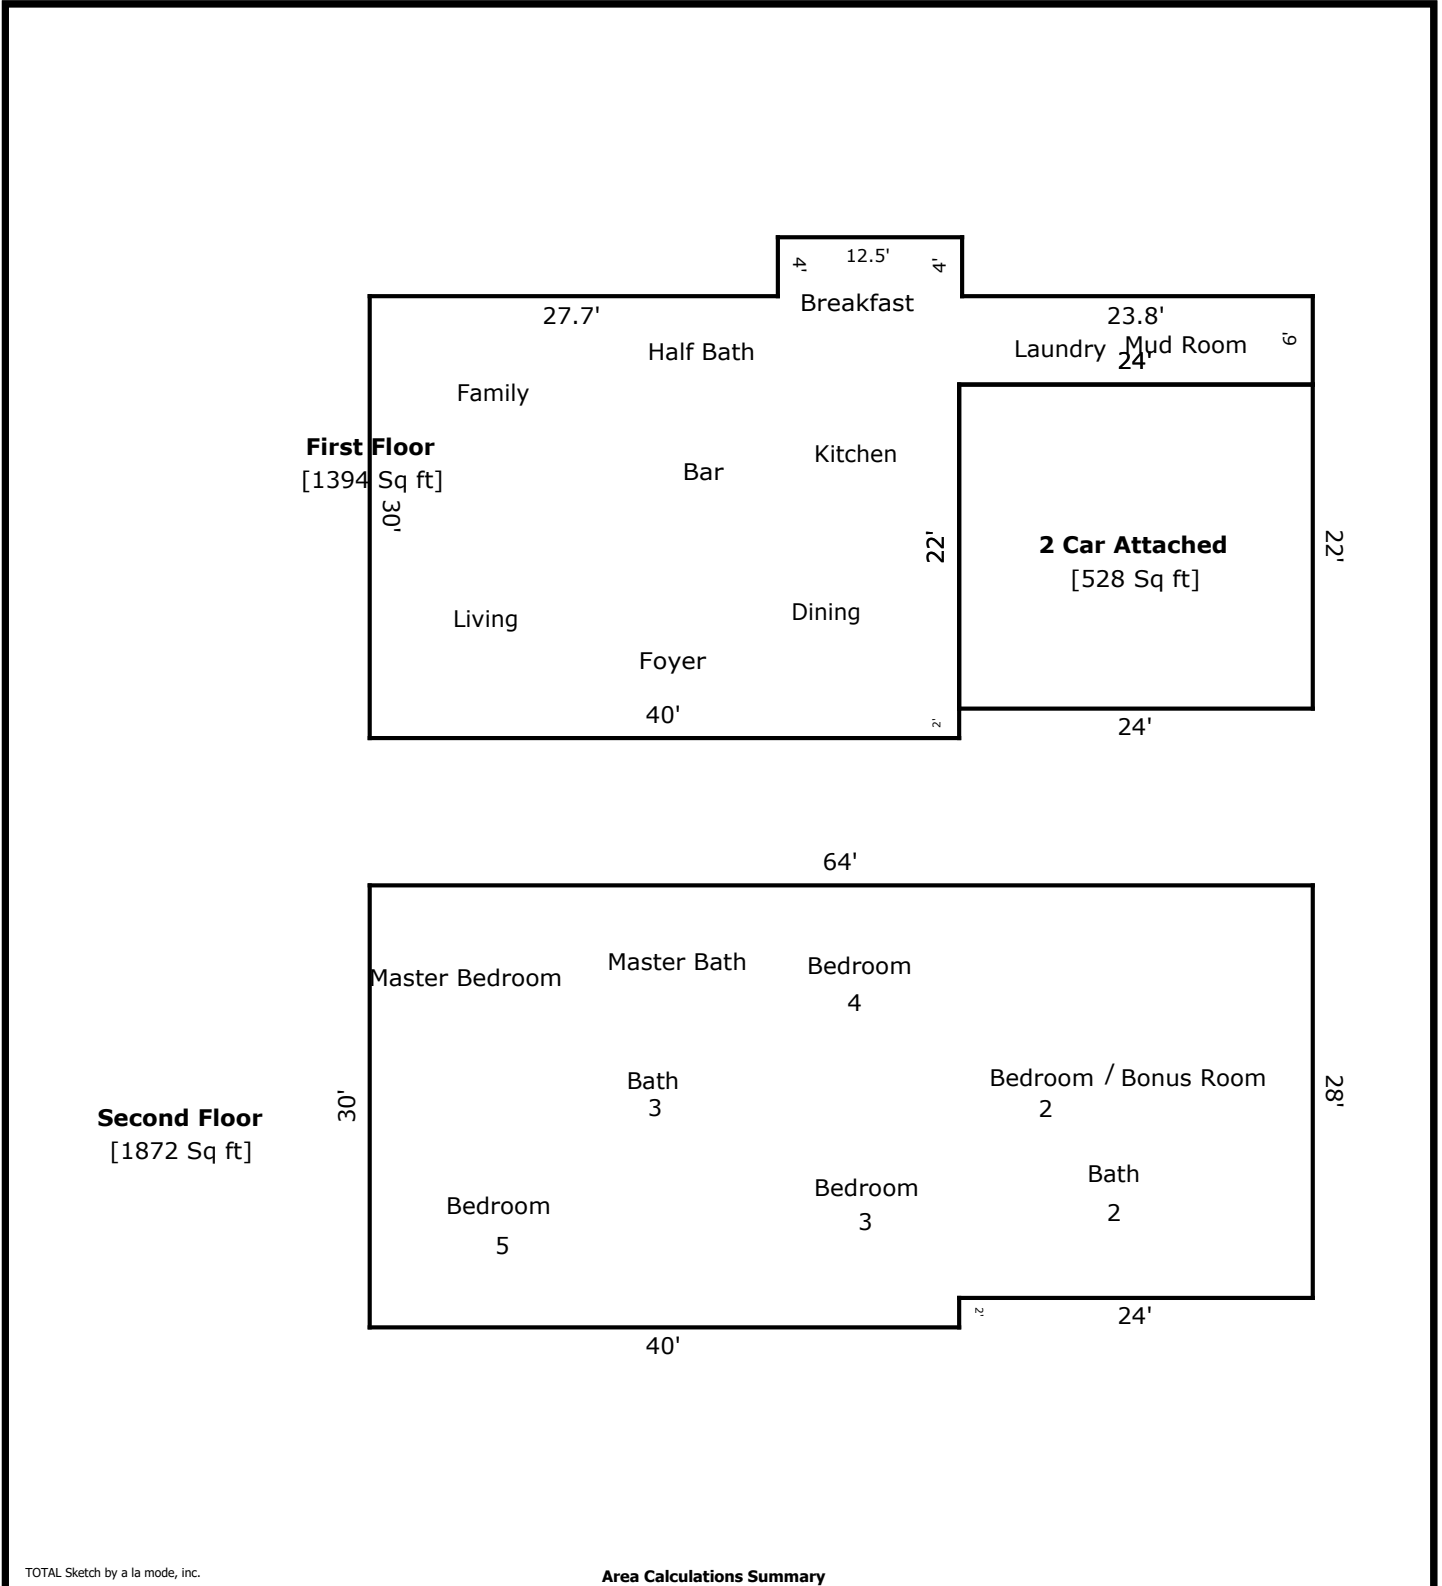 12.5'
4'
4'
Breakfast
27.7'
23.8'
Half Bath
Laundry
Mud Room
6'
24'
Family
First Floor
[1394 Sq ft]
30'
Bar
Kitchen
22'
2 Car Attached
[528 Sq ft]
22'
Living
Dining
Foyer
40'
2'
24'
64'
Master Bedroom
Master Bath
Bedroom
4
Bath
3
Bedroom / Bonus Room
2
28'
30'
Second Floor
[1872 Sq ft]
Bedroom
5
Bedroom
3
Bath
2
2'
24'
40'
TOTAL Sketch by a la mode, inc.
Area Calculations Summary